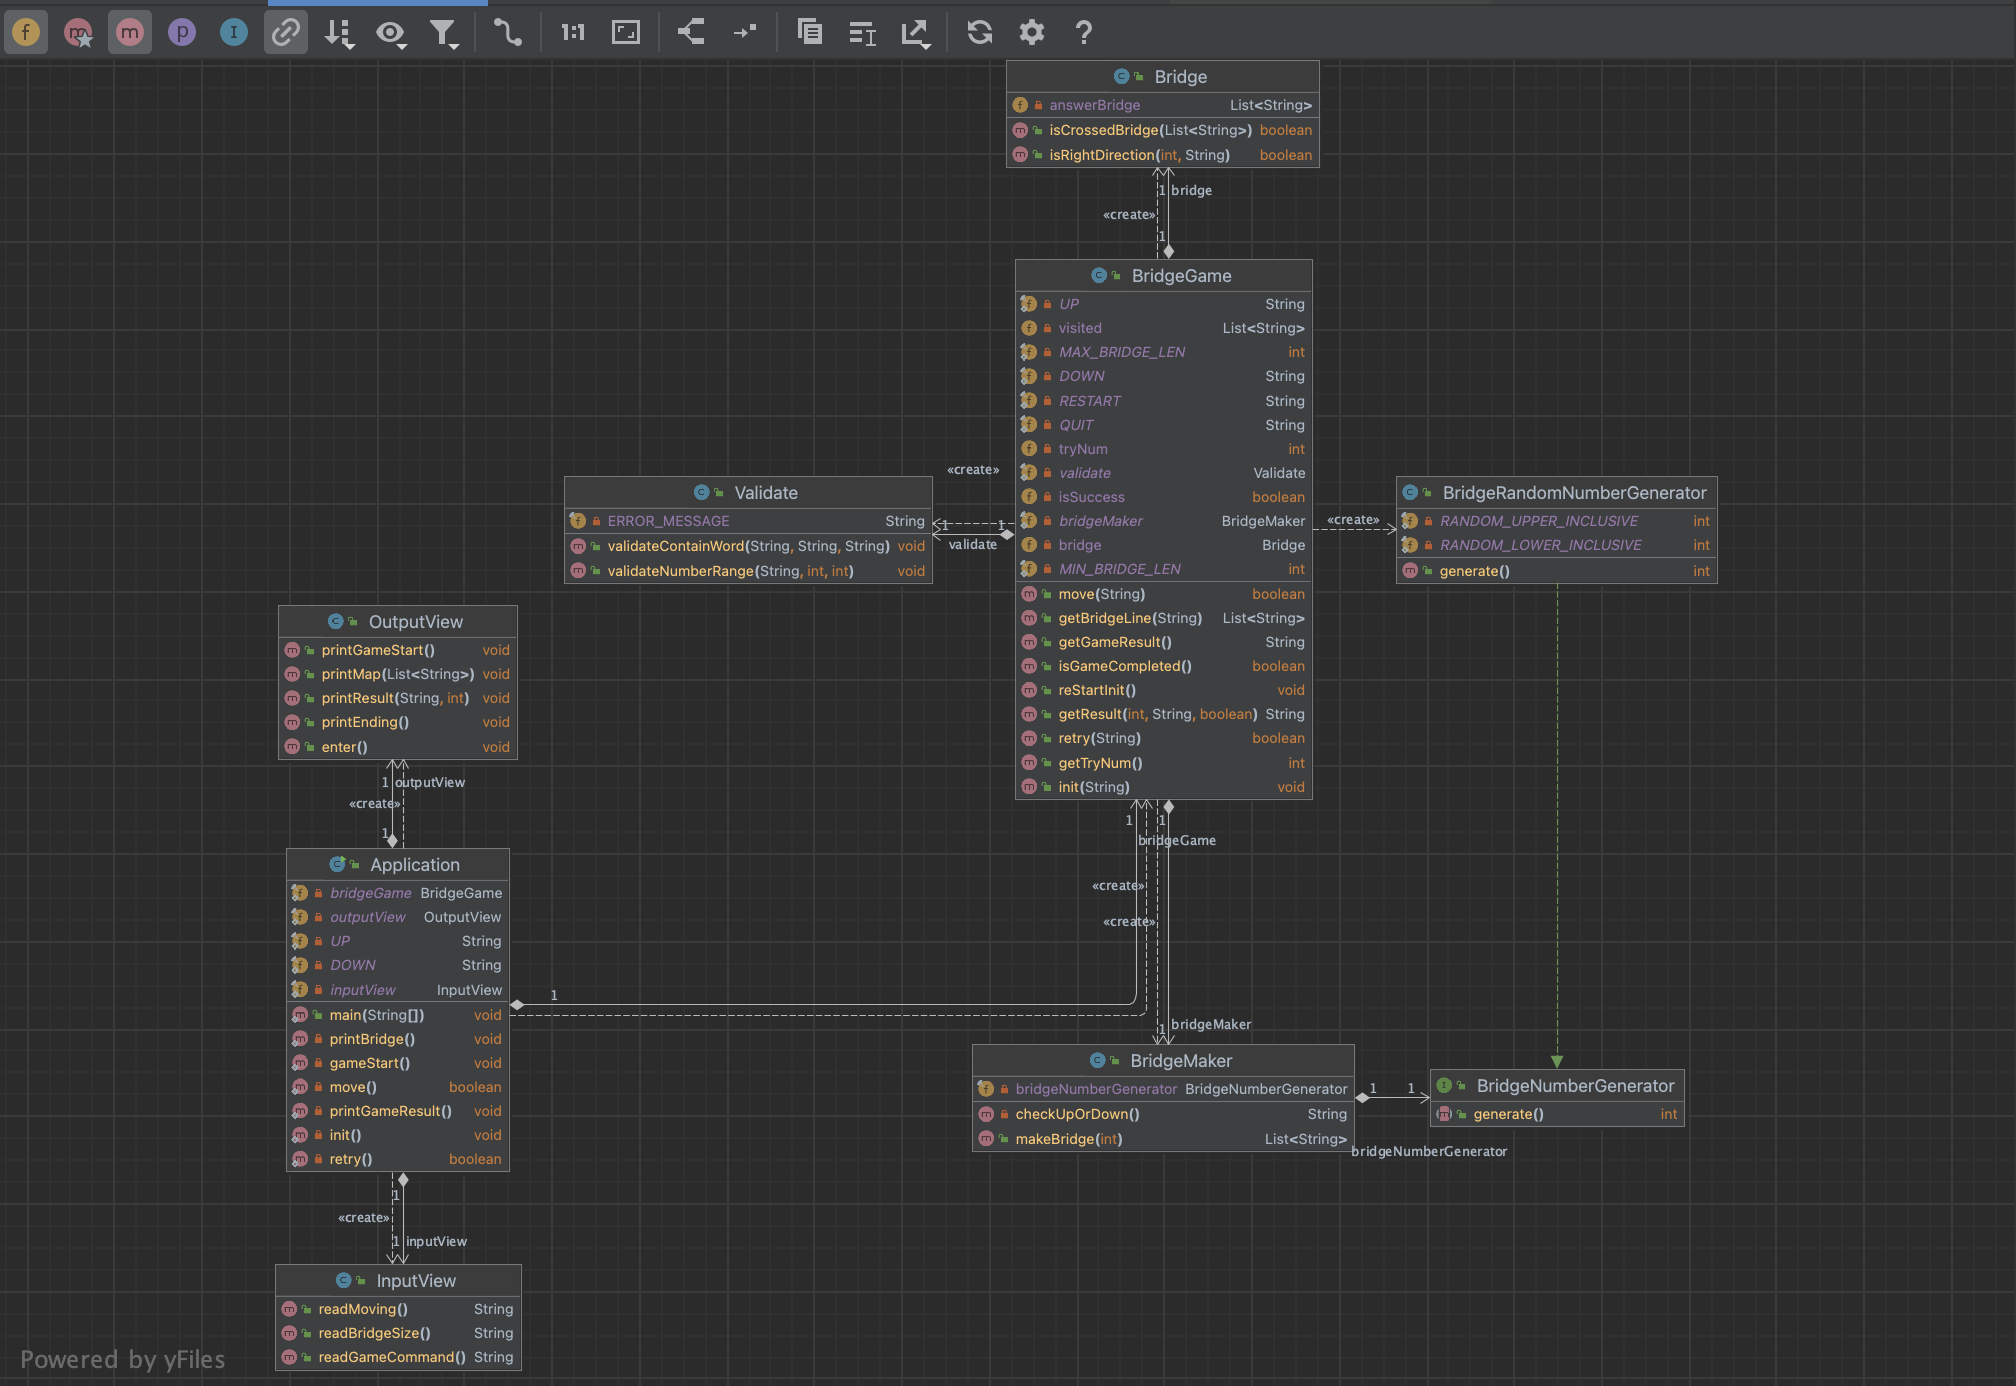 1:1
Bridge
answerBridge List<String>
isCrossedBridge(List<String>) boolean
isRightDirection(int, String) boolean
1 bridge
«create»
1
BridgeGame
UP String
visited List<String>
MAX_BRIDGE_LEN int
DOWN String
RESTART String
QUIT String
tryNum int
validate Validate
isSuccess boolean
bridgeMaker BridgeMaker
bridge Bridge
MIN_BRIDGE_LEN int
move(String) boolean
getBridgeLine(String) List<String>
getGameResult() String
isGameCompleted() boolean
reStartInit() void
getResult(int, String, boolean) String
retry(String) boolean
getTryNum() int
init(String) void
«create»
1 1
validate
Validate
ERROR_MESSAGE String
validateContainWord(String, String, String) void
validateNumberRange(String, int, int) void
«create»
BridgeRandomNumberGenerator
RANDOM_UPPER_INCLUSIVE int
RANDOM_LOWER_INCLUSIVE int
generate() int
OutputView
printGameStart() void
printMap(List<String>) void
printResult(String, int) void
printEnding() void
enter() void
1 outputView
«create»
1
Application
bridgeGame BridgeGame
outputView OutputView
UP String
DOWN String
inputView InputView
main(String[]) void
printBridge() void
gameStart() void
move() boolean
printGameResult() void
init() void
retry() boolean
1
1 1
bridgeGame
«create»
«create»
1 bridgeMaker
BridgeMaker
bridgeNumberGenerator BridgeNumberGenerator
checkUpOrDown() String
makeBridge(int) List<String>
1 1
bridgeNumberGenerator
BridgeNumberGenerator
generate() int
1
«create»
1 inputView
InputView
readMoving() String
readBridgeSize() String
readGameCommand() String
Powered by yFiles